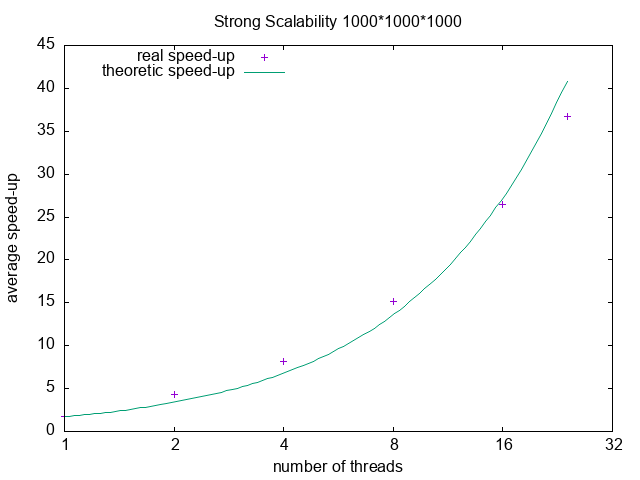 Strong Scalability 1000*1000*1000
real speed-up
theoretic speed-up
45
40
35
30
25
20
15
10
5
0
average speed-up
1 2 4 8 16 32
number of threads